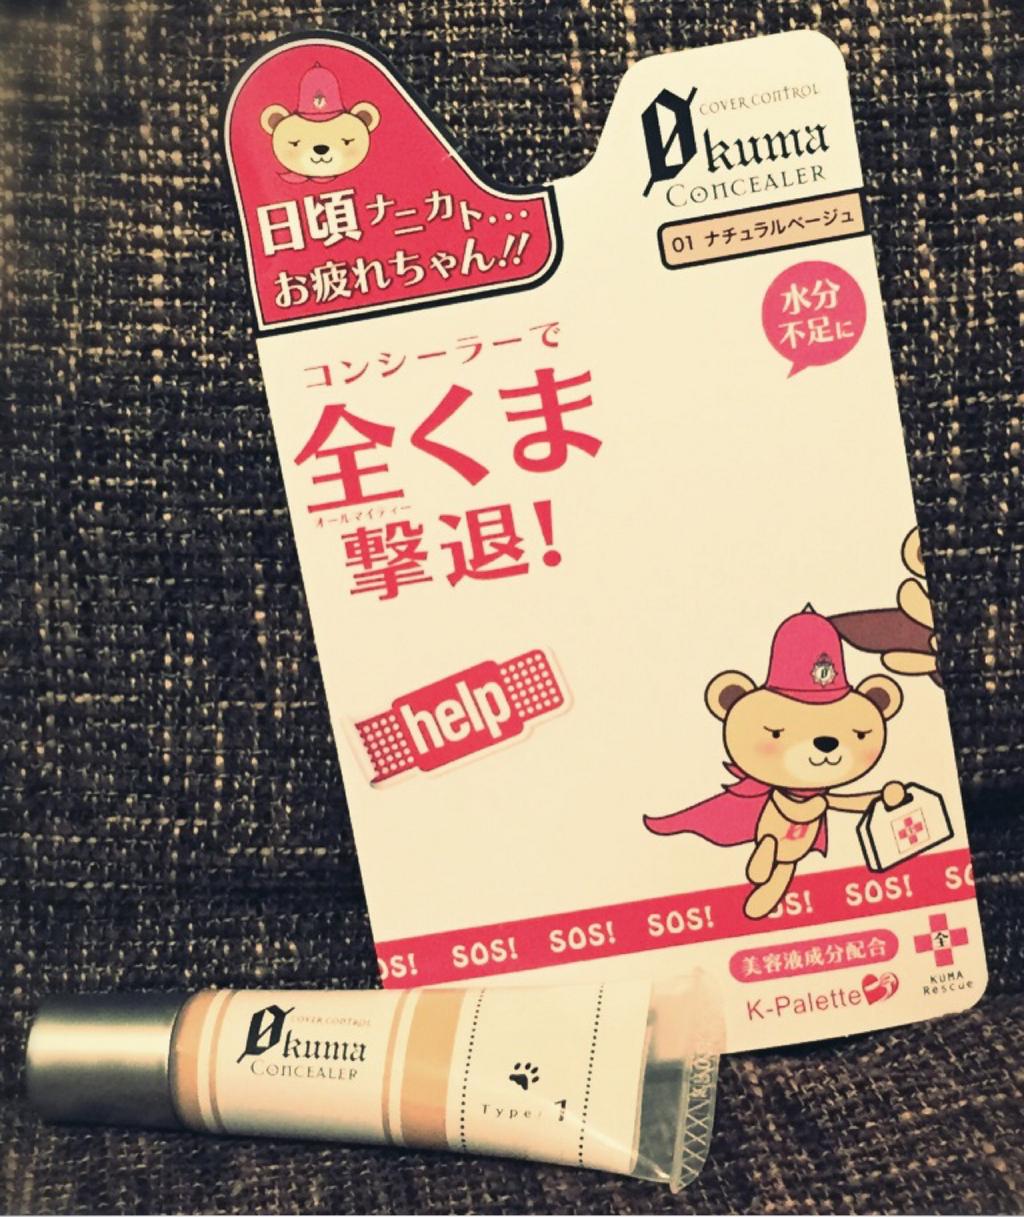 日頃ナニカト...
お疲れちゃん!!
COVER CONTROL
0kuma
CONCEALER
01 ナチュラルベージュ
水分
不足に
コンシーラーで
全くま
オールマイティー
撃退!
help
SOS! SOS! SOS! SOS! SOS!
美容液成分配合
K-Palette
全
KUMA
Rescue
COVER CONTROL
0kuma
CONCEALER
Type: 1